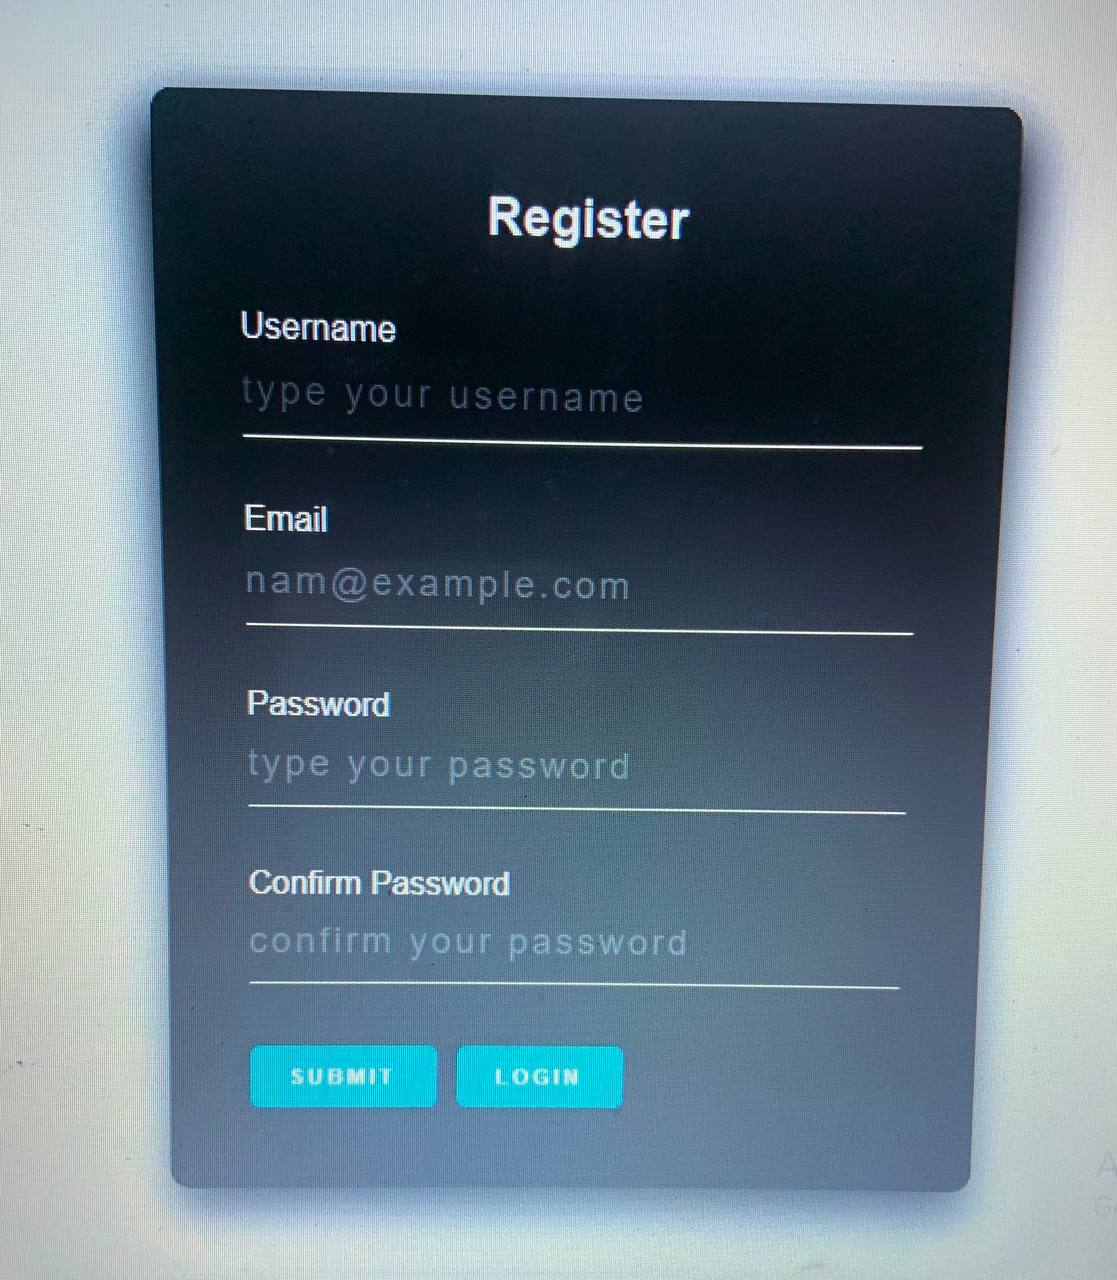 Register
Username
type your username
Email
nam@example.com
Password
type your password
Confirm Password
confirm your password
SUBMIT LOGIN